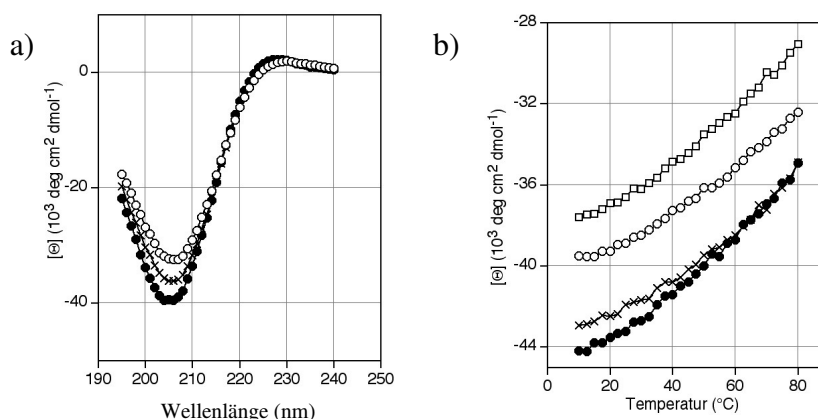 a)
10
0
-20
-40
[Θ] (10³ deg cm² dmol⁻¹)
190 200 210 220 230 240 250
Wellenlänge (nm)
b)
-28
-32
-36
-40
-44
[Θ] (10³ deg cm² dmol⁻¹)
0 20 40 60 80
Temperatur (°C)